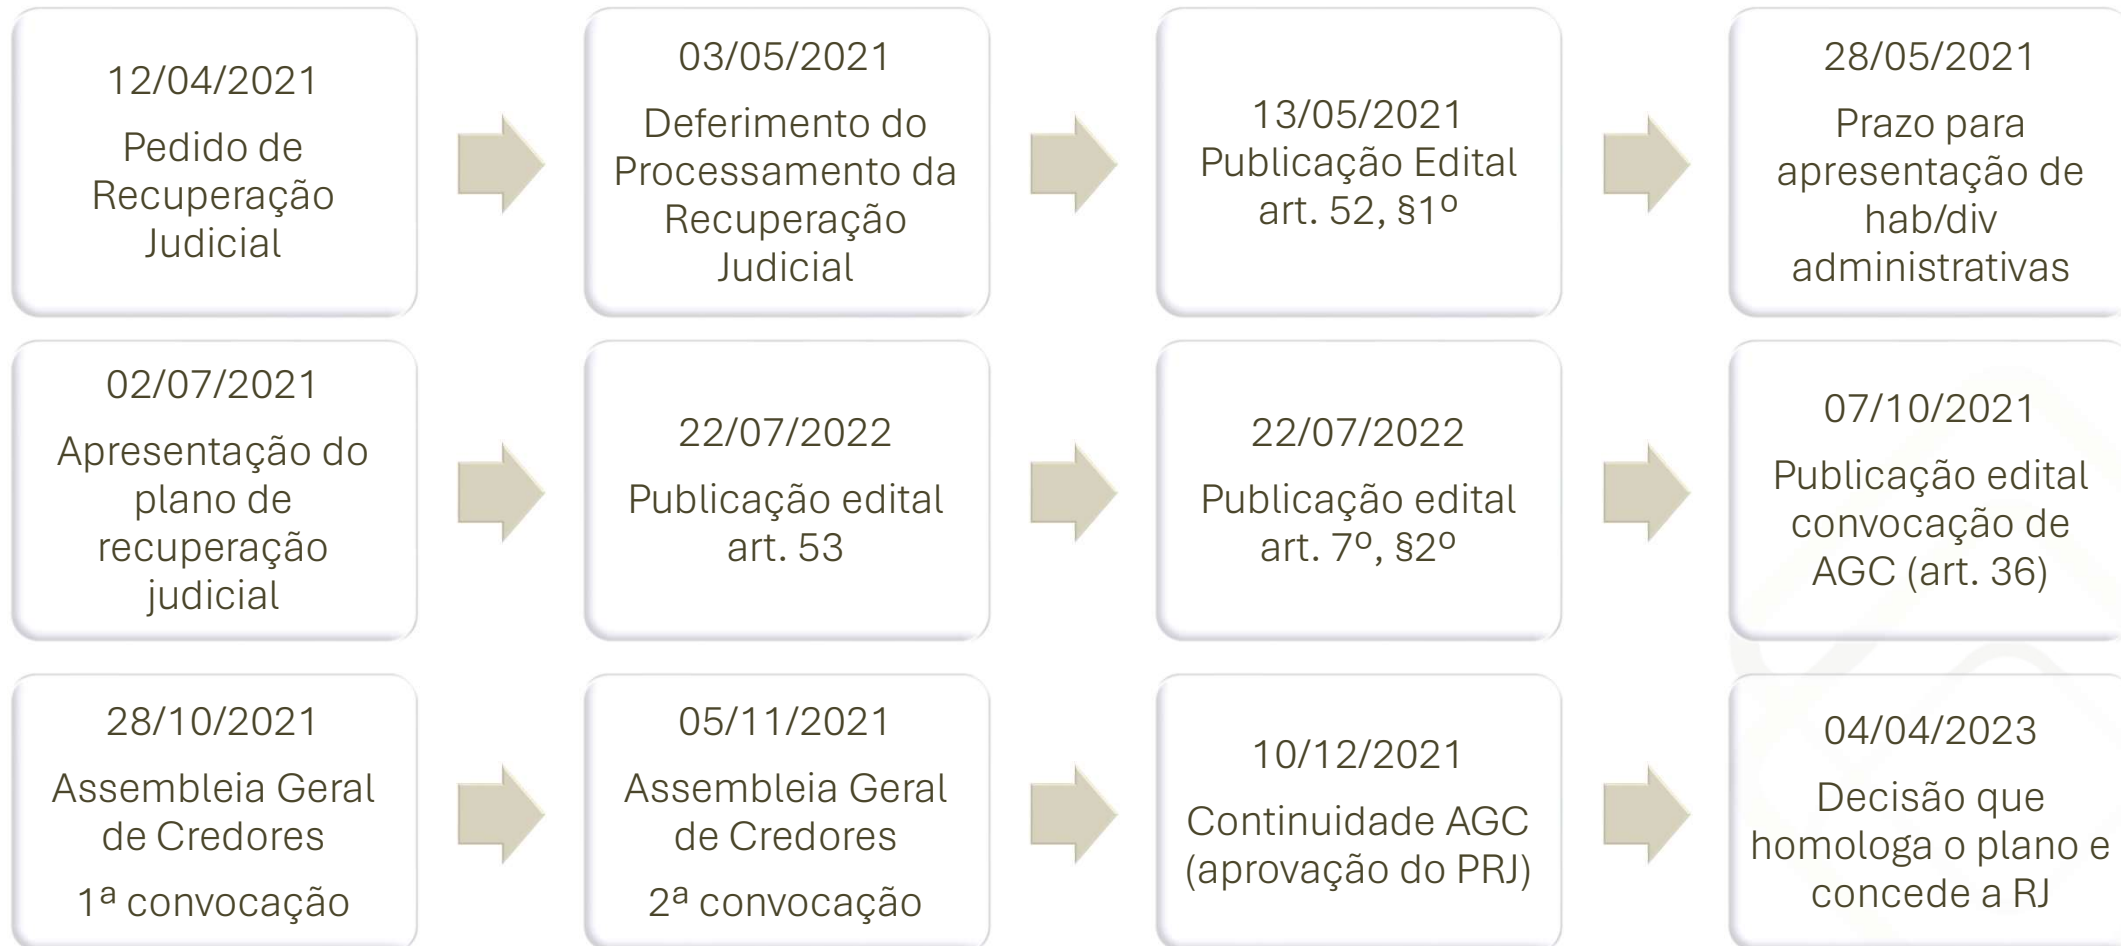 12/04/2021
Pedido de
Recuperação
Judicial
03/05/2021
Deferimento do
Processamento da
Recuperação
Judicial
13/05/2021
Publicação Edital
art. 52, §1º
28/05/2021
Prazo para
apresentação de
hab/div
administrativas
02/07/2021
Apresentação do
plano de
recuperação
judicial
22/07/2022
Publicação edital
art. 53
22/07/2022
Publicação edital
art. 7º, §2º
07/10/2021
Publicação edital
convocação de
AGC (art. 36)
28/10/2021
Assembleia Geral
de Credores
1ª convocação
05/11/2021
Assembleia Geral
de Credores
2ª convocação
10/12/2021
Continuidade AGC
(aprovação do PRJ)
04/04/2023
Decisão que
homologa o plano e
concede a RJ